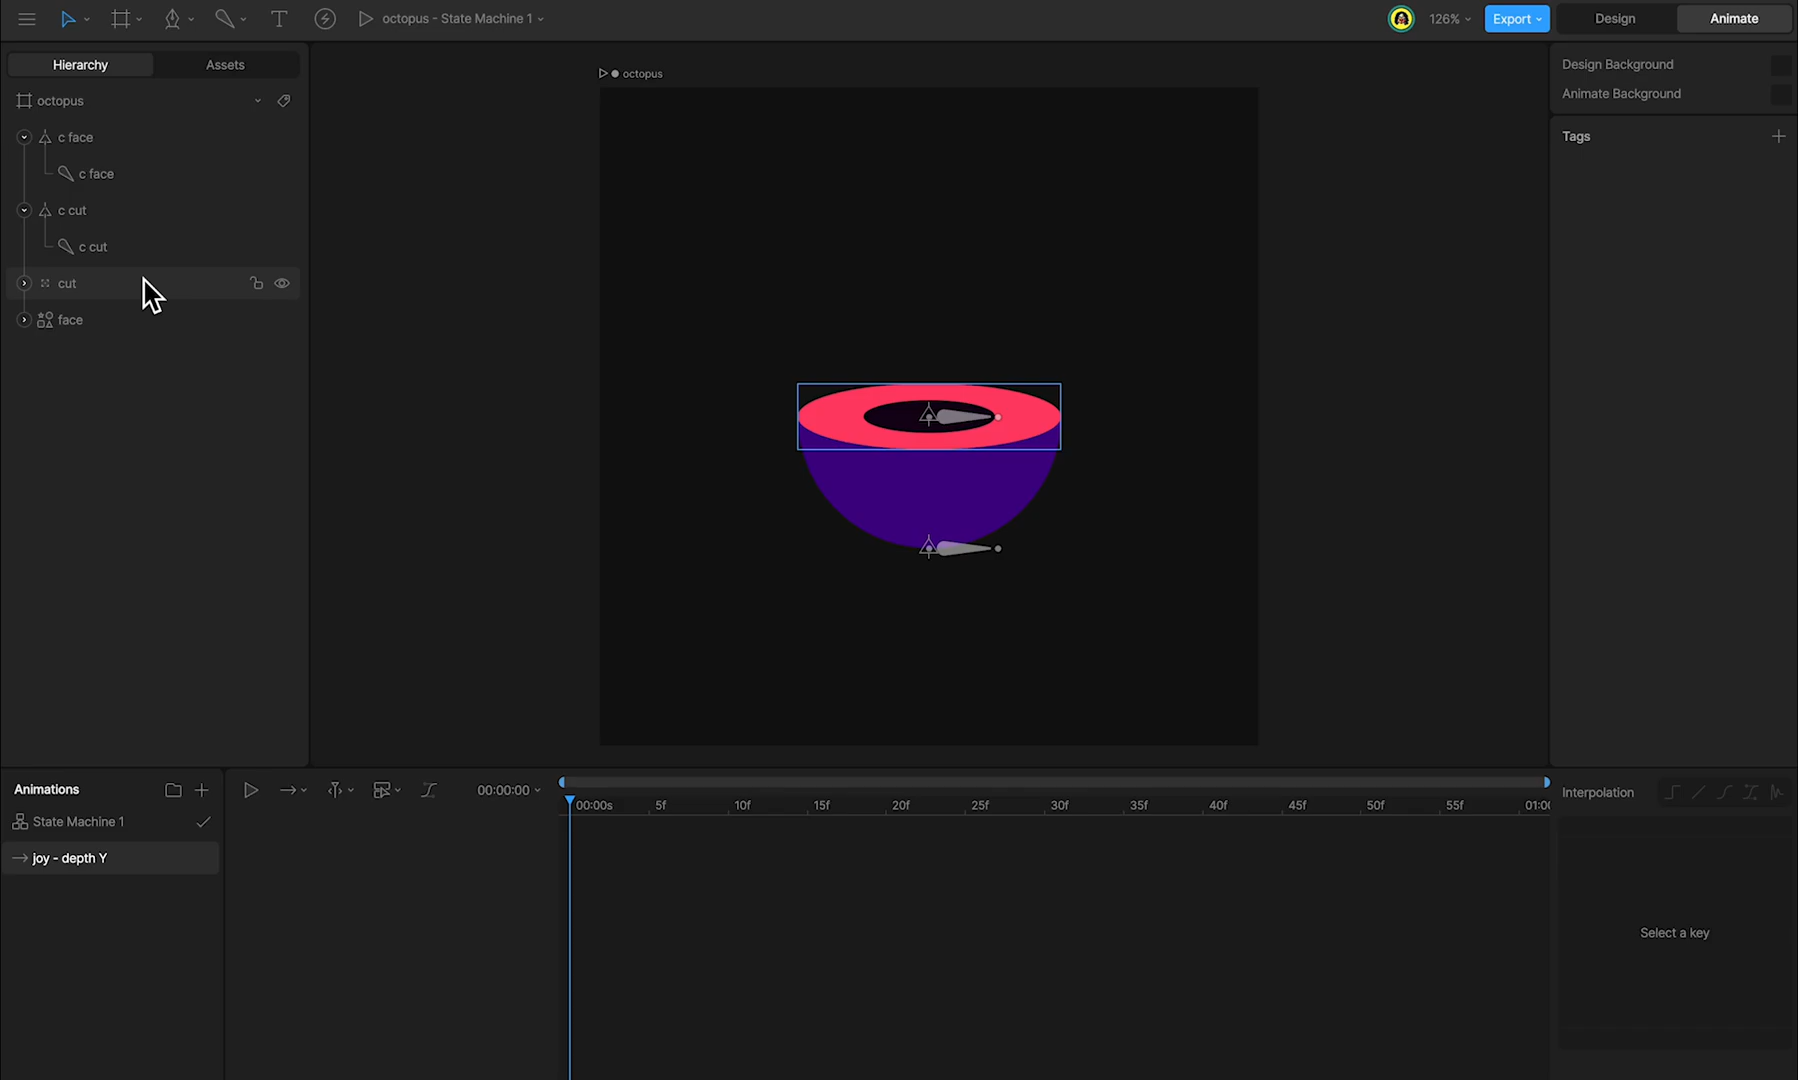 octopus - State Machine 1
126%
Export
Design
Animate
Hierarchy
Assets
octopus
c face
c face
c cut
c cut
cut
face
octopus
Design Background
Animate Background
Tags
Animations
State Machine 1
joy - depth Y
00:00:00
00:00s 5f 10f 15f 20f 25f 30f 35f 40f 45f 50f 55f 01:00
Interpolation
Select a key